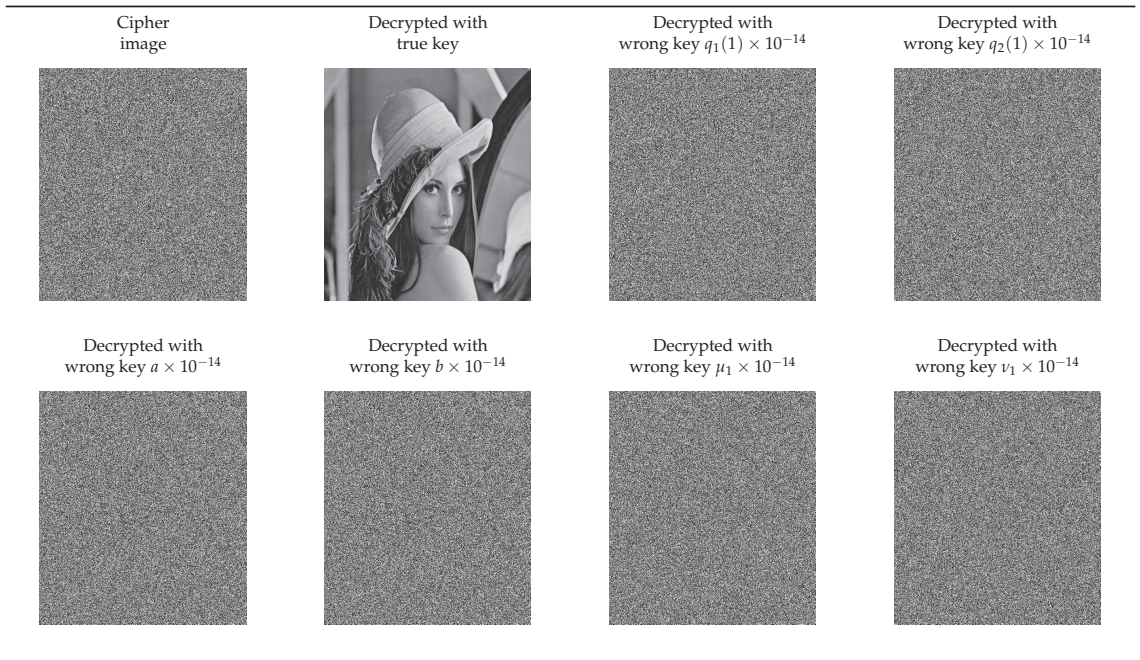 Cipher
image
Decrypted with
true key
Decrypted with
wrong key q₁(1) × 10⁻¹⁴
Decrypted with
wrong key q₂(1) × 10⁻¹⁴
Decrypted with
wrong key a × 10⁻¹⁴
Decrypted with
wrong key b × 10⁻¹⁴
Decrypted with
wrong key μ₁ × 10⁻¹⁴
Decrypted with
wrong key ν₁ × 10⁻¹⁴